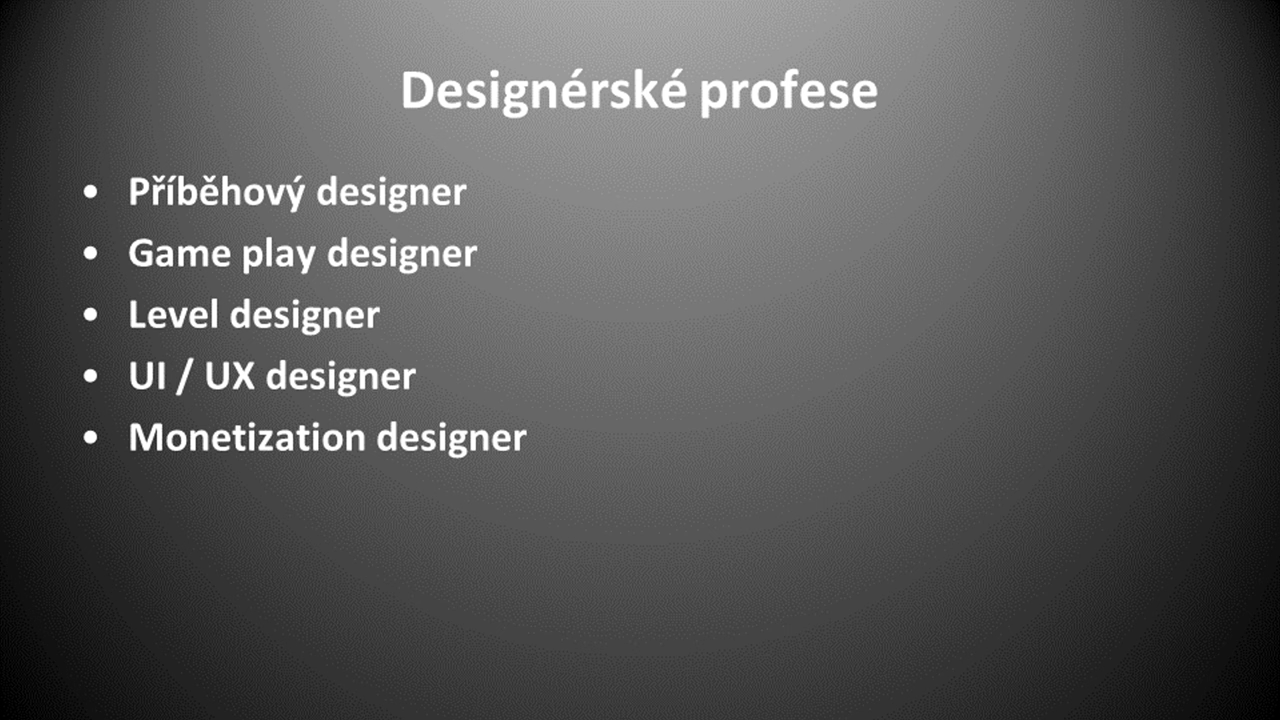 Designérské profese
• Příběhový designer
• Game play designer
• Level designer
• UI / UX designer
• Monetization designer